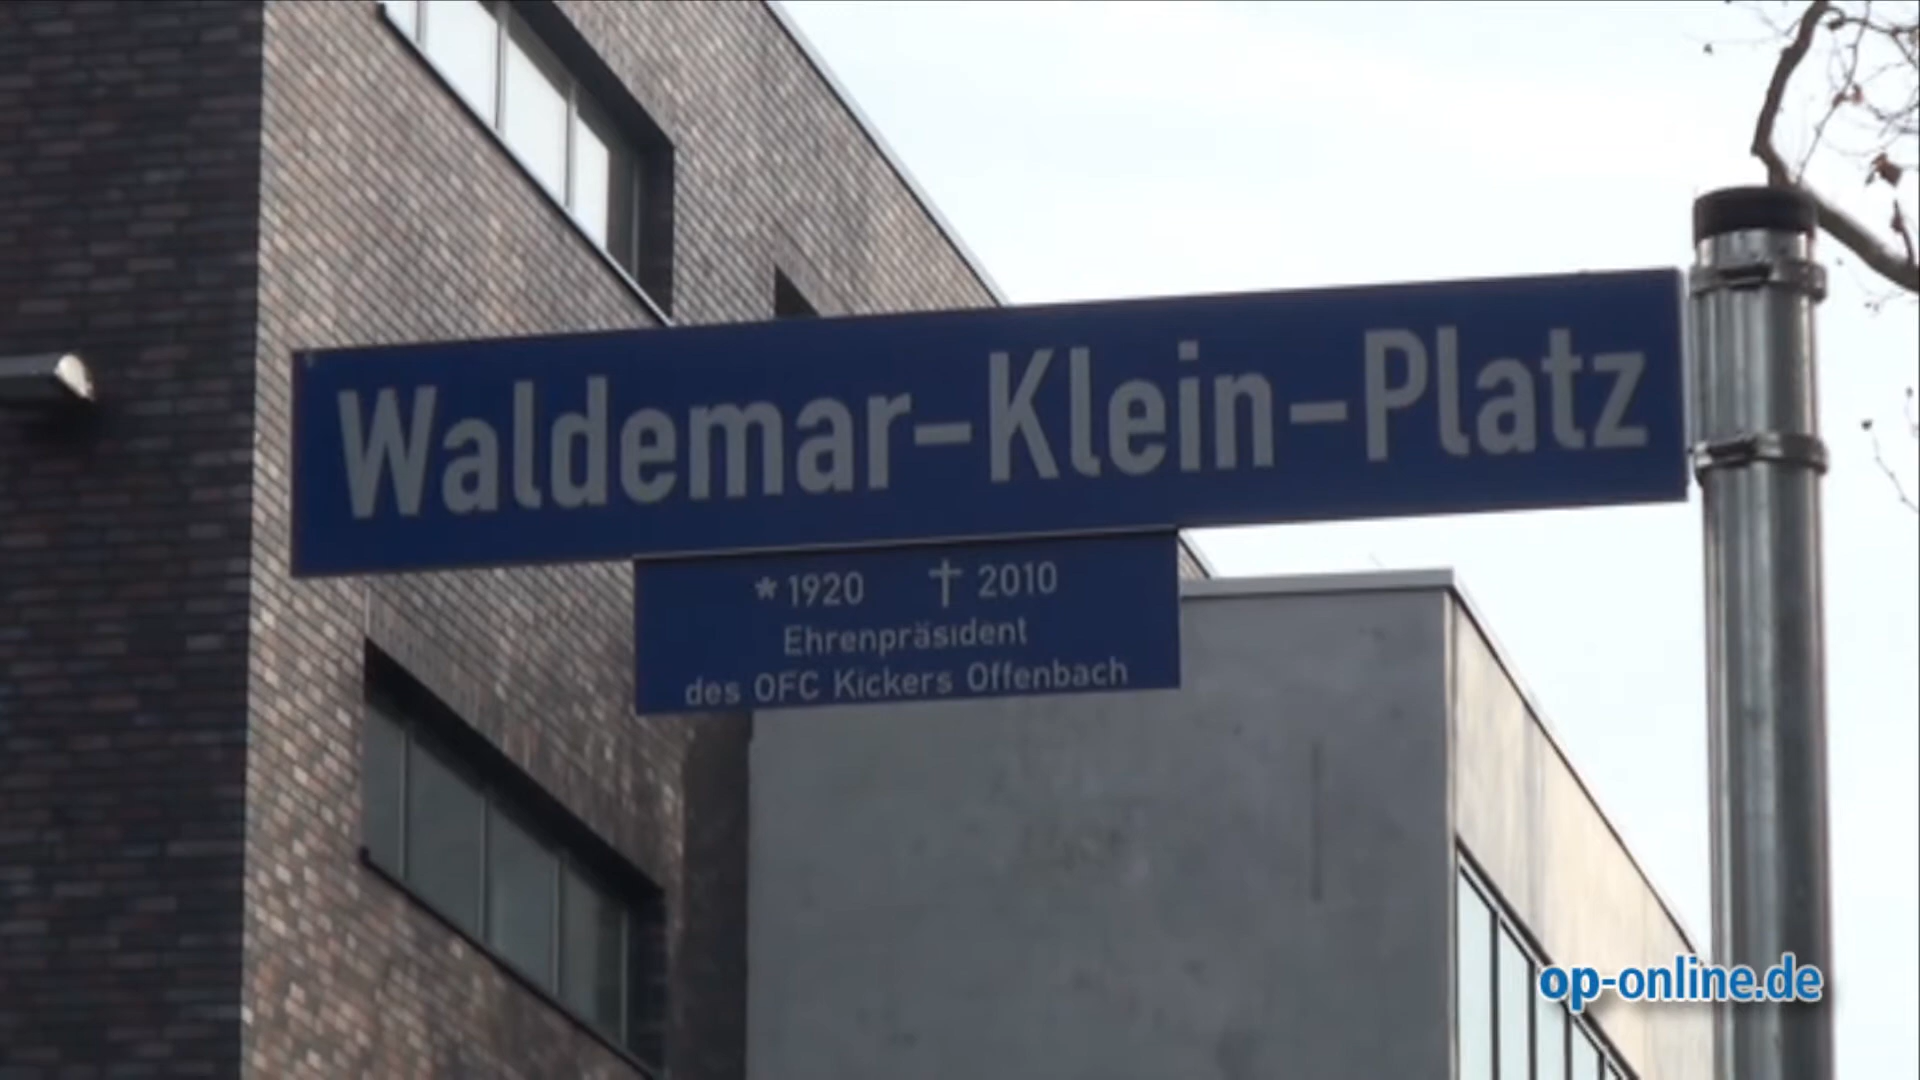 Waldemar-Klein-Platz
* 1920 † 2010
Ehrenpräsident
des OFC Kickers Offenbach
op-online.de